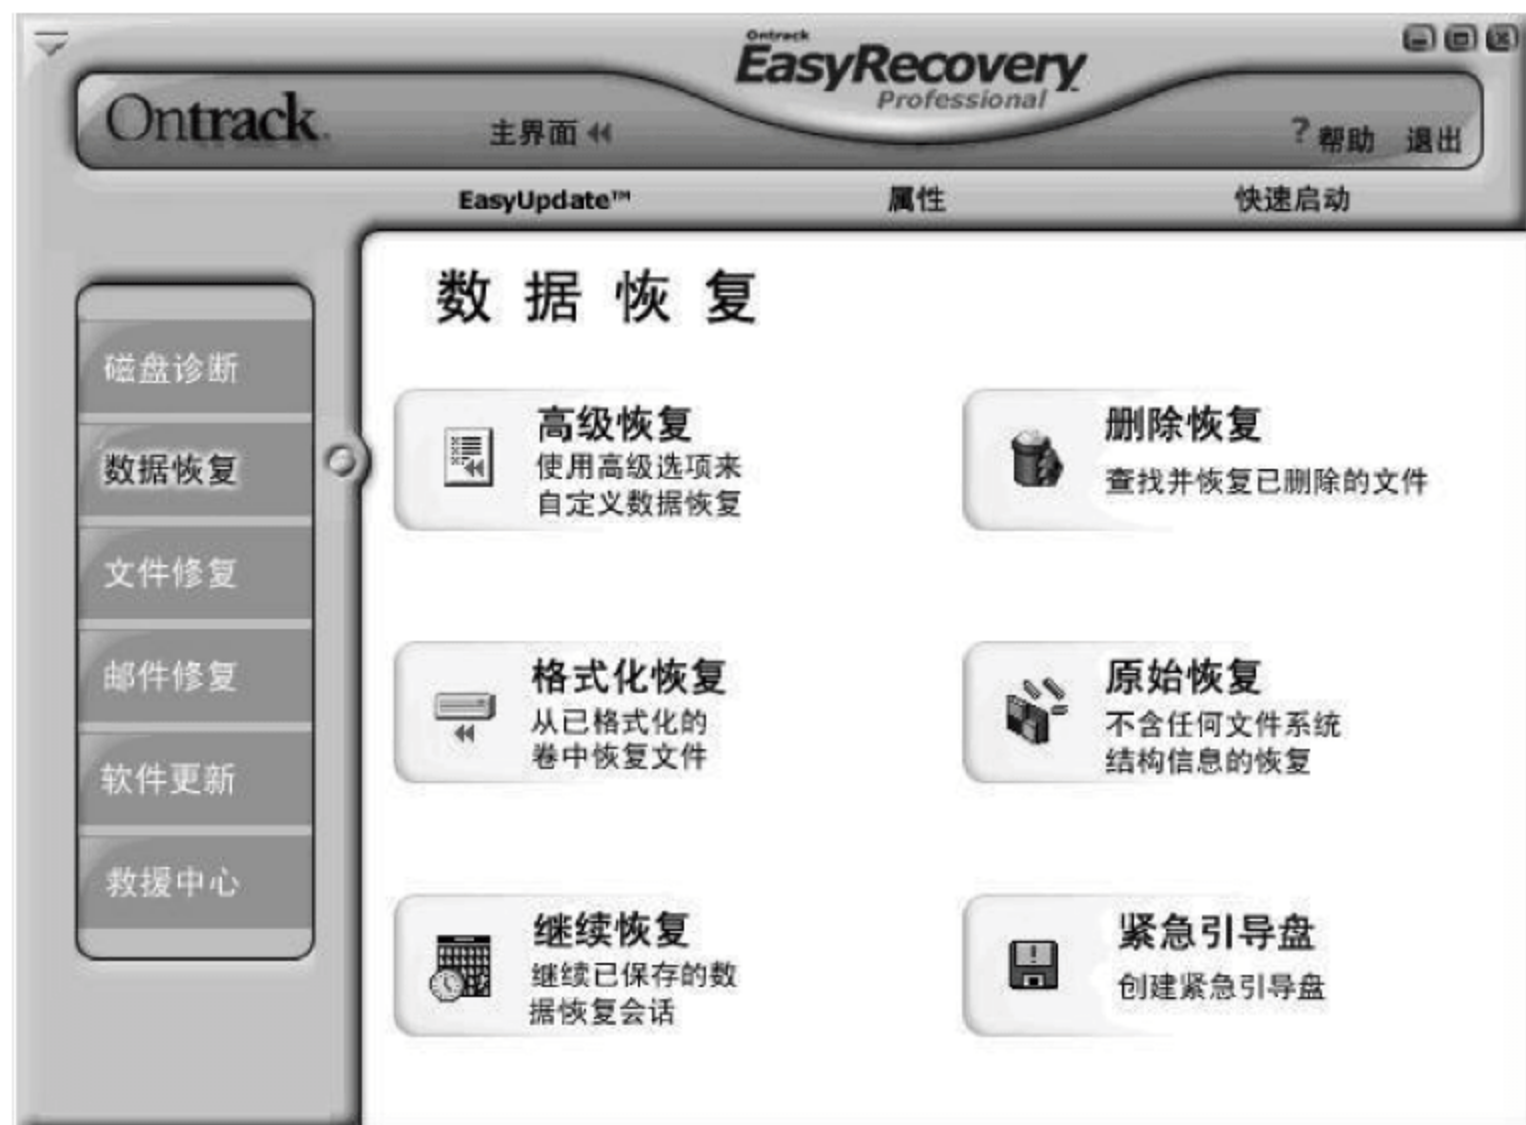 Ontrack
EasyRecovery
Professional
Ontrack.
主界面
? 帮助 退出
EasyUpdate™ 属性 快速启动
数据恢复
磁盘诊断
数据恢复
文件修复
邮件修复
软件更新
救援中心
高级恢复
使用高级选项来
自定义数据恢复
删除恢复
查找并恢复已删除的文件
格式化恢复
从已格式化的
卷中恢复文件
原始恢复
不含任何文件系统
结构信息的恢复
继续恢复
继续已保存的数
据恢复会话
紧急引导盘
创建紧急引导盘